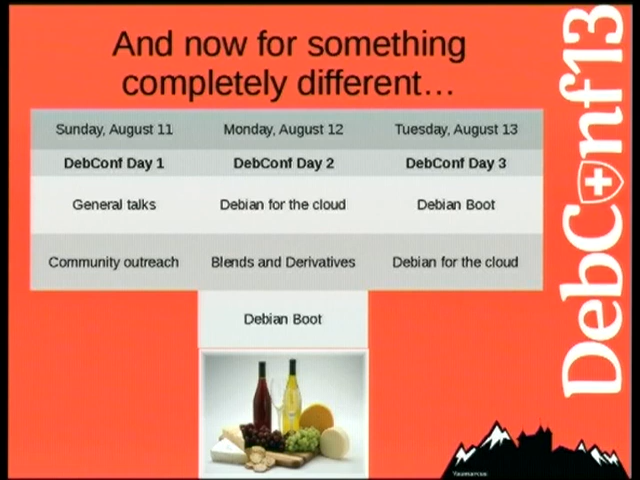 And now for something
completely different…
Sunday, August 11 Monday, August 12 Tuesday, August 13
DebConf Day 1 DebConf Day 2 DebConf Day 3
General talks Debian for the cloud Debian Boot
Community outreach Blends and Derivatives Debian for the cloud
Debian Boot
DebConf13
Vaumarcus